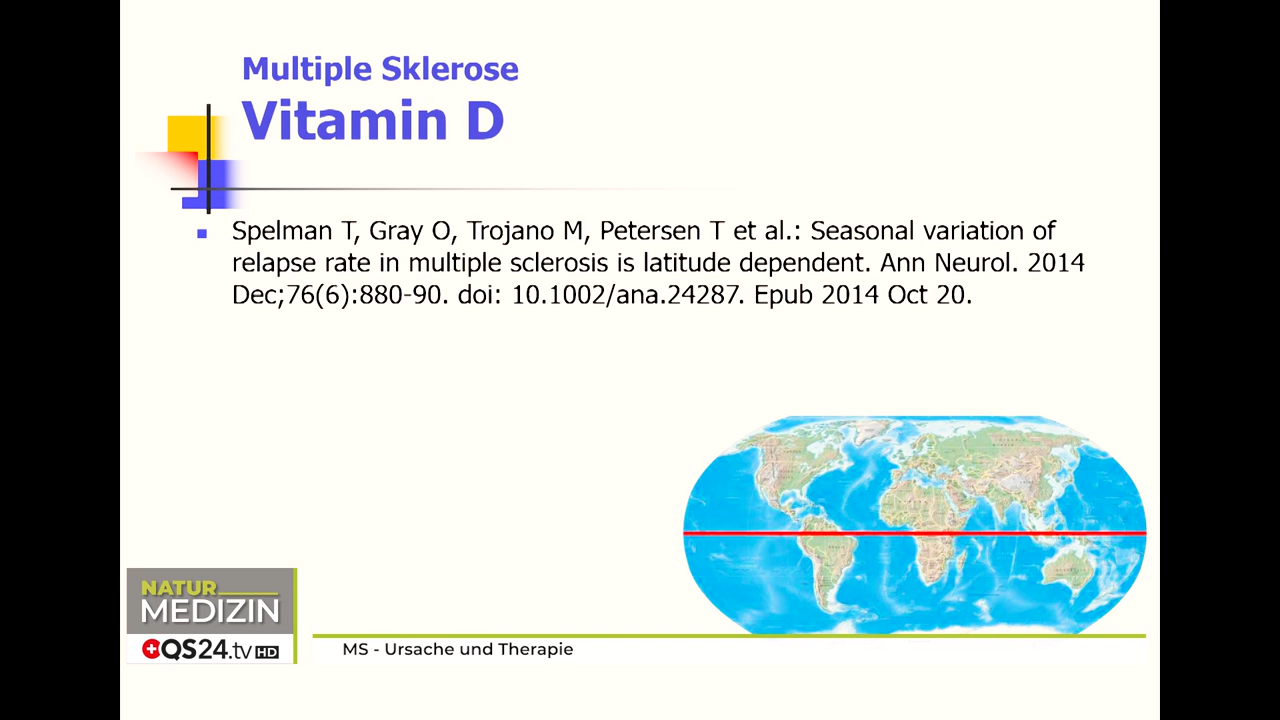 Multiple Sklerose
Vitamin D
Spelman T, Gray O, Trojano M, Petersen T et al.: Seasonal variation of
relapse rate in multiple sclerosis is latitude dependent. Ann Neurol. 2014
Dec;76(6):880-90. doi: 10.1002/ana.24287. Epub 2014 Oct 20.
NATUR
MEDIZIN
QS24.tv HD
MS - Ursache und Therapie